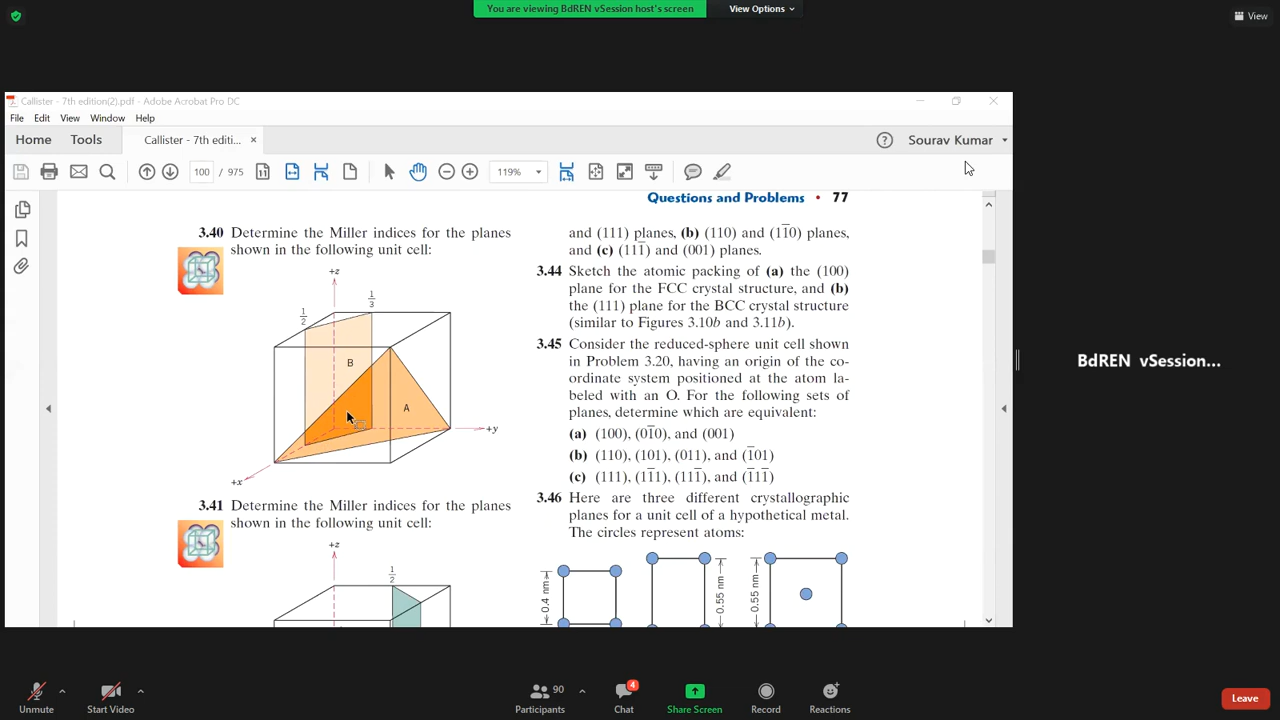 You are viewing BdREN vSession host's screen
View Options
View
Callister - 7th edition(2).pdf - Adobe Acrobat Pro DC
File Edit View Window Help
Home Tools Callister - 7th editi... × ? Sourav Kumar
100 / 975 119%
Questions and Problems • 77
3.40 Determine the Miller indices for the planes
shown in the following unit cell:
+z
1/3
1/2
B
A
+y
+x
3.41 Determine the Miller indices for the planes
shown in the following unit cell:
+z
1/2
and (111) planes, (b) (110) and (11̅0) planes,
and (c) (111̅) and (001) planes.
3.44 Sketch the atomic packing of (a) the (100)
plane for the FCC crystal structure, and (b)
the (111) plane for the BCC crystal structure
(similar to Figures 3.10b and 3.11b).
3.45 Consider the reduced-sphere unit cell shown
in Problem 3.20, having an origin of the co-
ordinate system positioned at the atom la-
beled with an O. For the following sets of
planes, determine which are equivalent:
(a) (100), (01̅0), and (001)
(b) (110), (101), (011), and (1̅01)
(c) (111), (11̅1), (111̅), and (1̅11̅)
3.46 Here are three different crystallographic
planes for a unit cell of a hypothetical metal.
The circles represent atoms:
0.4 nm
0.55 nm
0.55 nm
BdREN vSession...
Unmute
Start Video
90
Participants
4
Chat
Share Screen
Record
Reactions
Leave